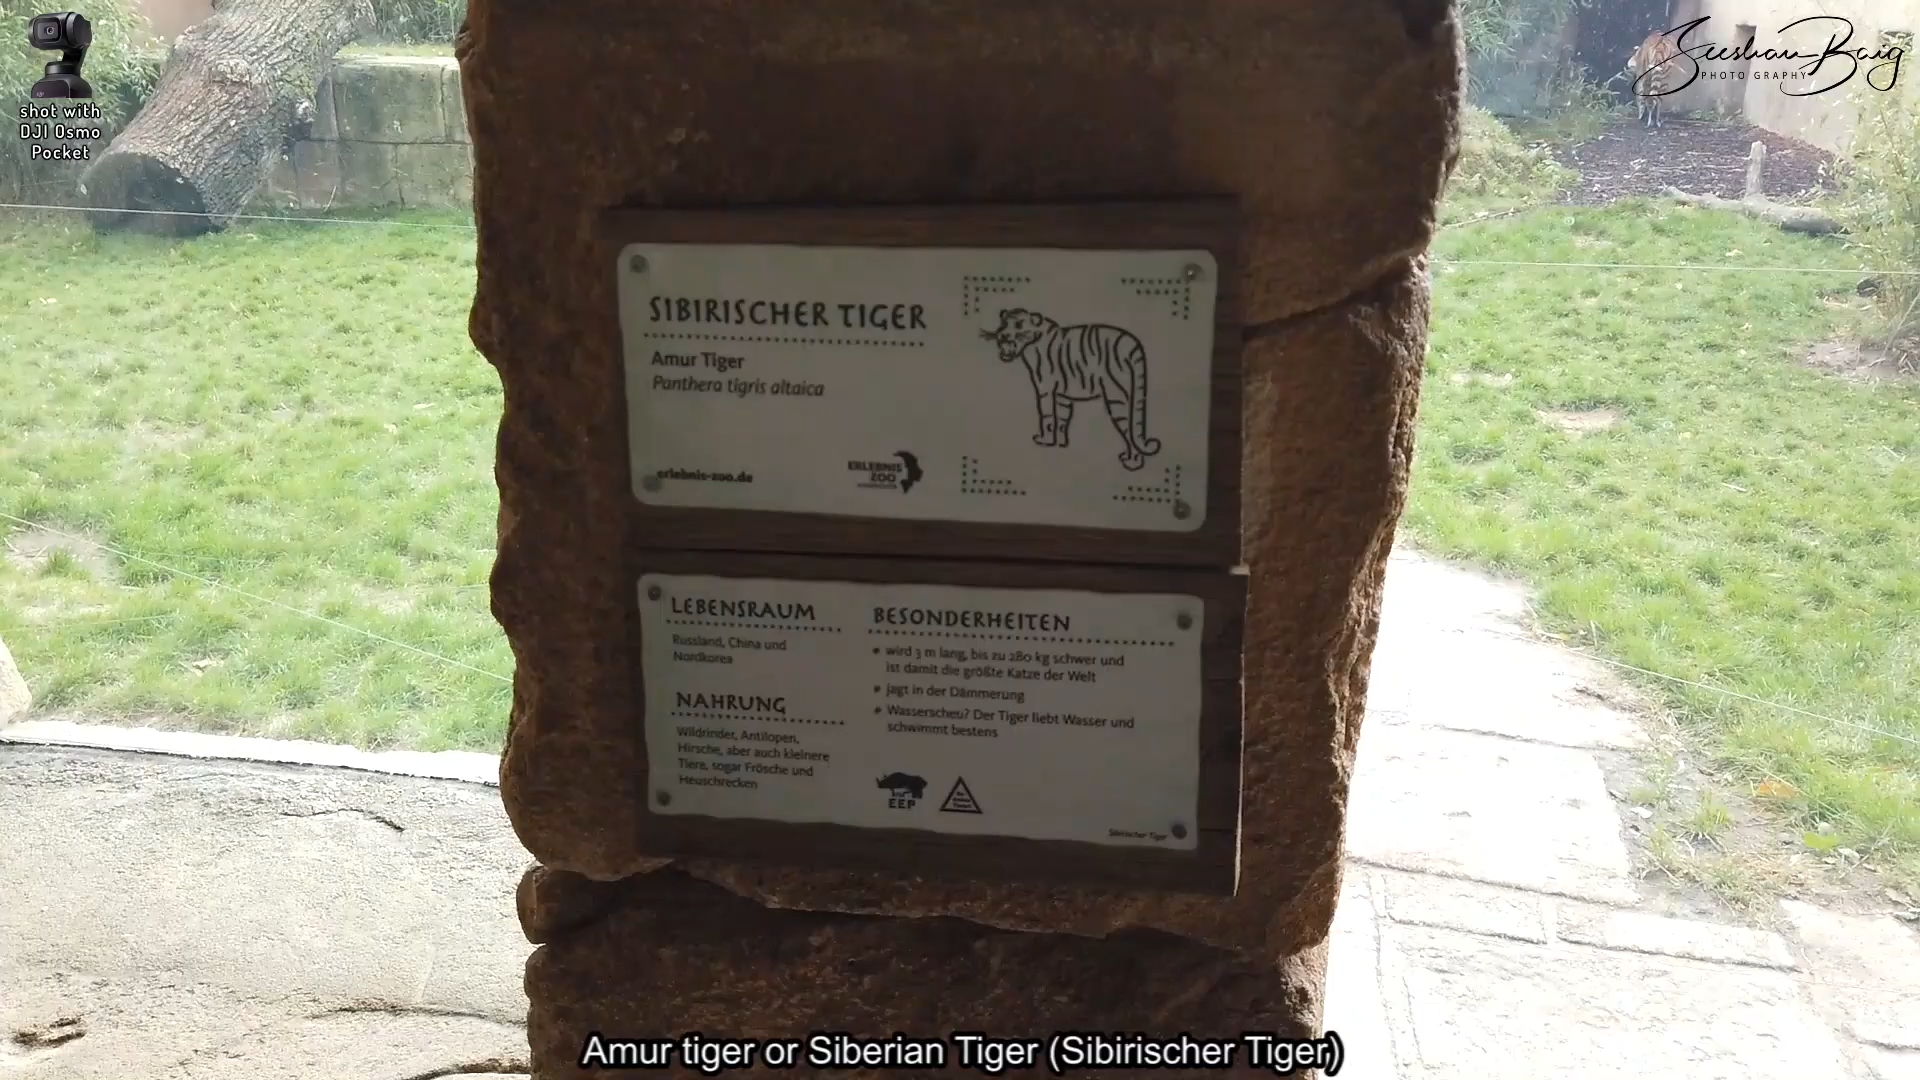 shot with
DJI Osmo
Pocket
Seeshan Baig
PHOTOGRAPHY
SIBIRISCHER TIGER
Amur Tiger
Panthera tigris altaica
erlebnis-zoo.de
ERLEBNIS
ZOO
LEBENSRAUM
Russland, China und
Nordkorea
NAHRUNG
Wildrinder, Antilopen,
Hirsche, aber auch kleinere
Tiere, sogar Frösche und
Heuschrecken
BESONDERHEITEN
wird 3 m lang, bis zu 280 kg schwer und
ist damit die größte Katze der Welt
jagt in der Dämmerung
Wasserscheu? Der Tiger liebt Wasser und
schwimmt bestens
EEP
Sibirischer Tiger
Amur tiger or Siberian Tiger (Sibirischer Tiger)